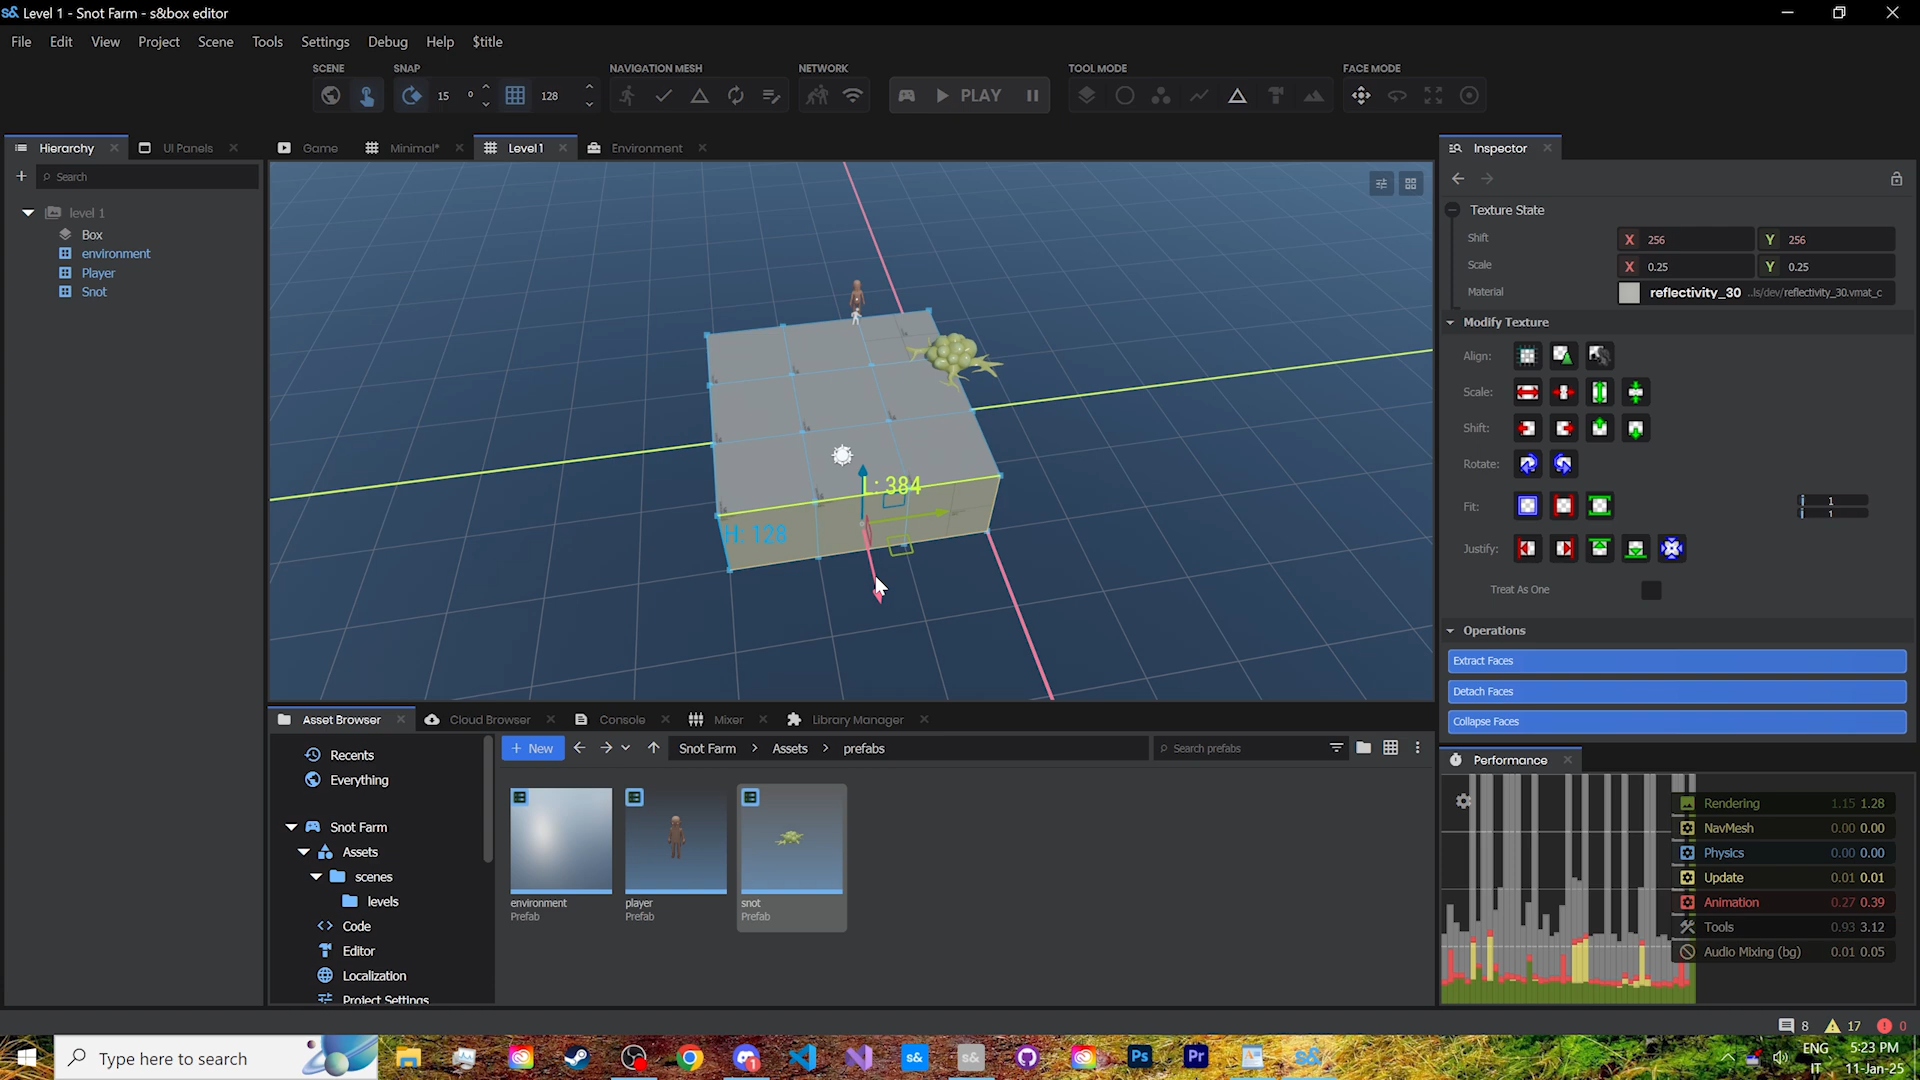 s& Level 1 - Snot Farm - s&box editor
File Edit View Project Scene Tools Settings Debug Help $title
SCENE SNAP NAVIGATION MESH NETWORK TOOL MODE FACE MODE
15 ° 128 PLAY
Hierarchy UI Panels Game Minimal* Level 1 Environment Inspector
Search
level 1
Box
environment
Player
Snot
L: 384
H: 128
Texture State
Shift X 256 Y 256
Scale X 0.25 Y 0.25
Material reflectivity_30 ..ls/dev/reflectivity_30.vmat_c
Modify Texture
Align:
Scale:
Shift:
Rotate:
Fit: 1
1
Justify:
Treat As One
Operations
Extract Faces
Detach Faces
Collapse Faces
Asset Browser Cloud Browser Console Mixer Library Manager
Recents
Everything
Snot Farm
Assets
scenes
levels
Code
Editor
Localization
Project Settings
+ New Snot Farm > Assets > prefabs Search prefabs
environment player snot
Prefab Prefab Prefab
Performance
Rendering 1.15 1.28
NavMesh 0.00 0.00
Physics 0.00 0.00
Update 0.01 0.01
Animation 0.27 0.39
Tools 0.93 3.12
Audio Mixing (bg) 0.01 0.05
8 17 0
Type here to search
s& s& Ps Pr s&
ENG 5:23 PM
IT 11-Jan-25